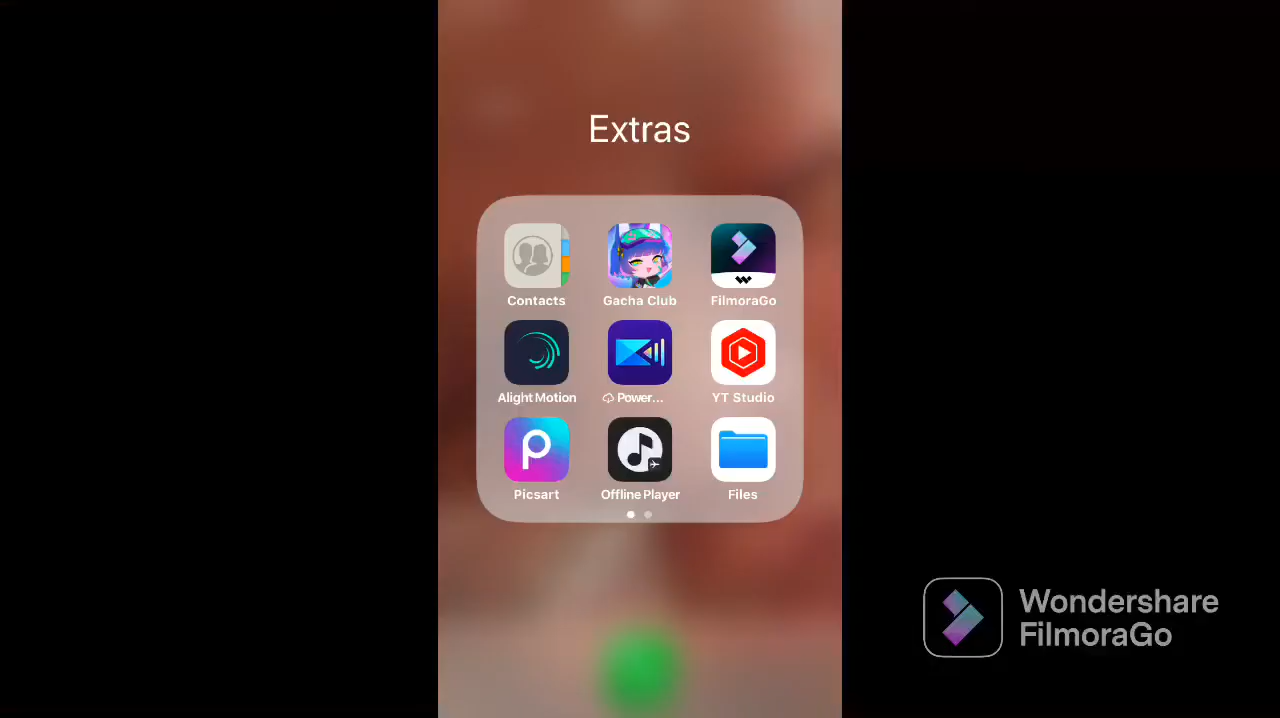 Extras
Contacts
Gacha Club
FilmoraGo
Alight Motion
Power...
YT Studio
Picsart
Offline Player
Files
Wondershare
FilmoraGo